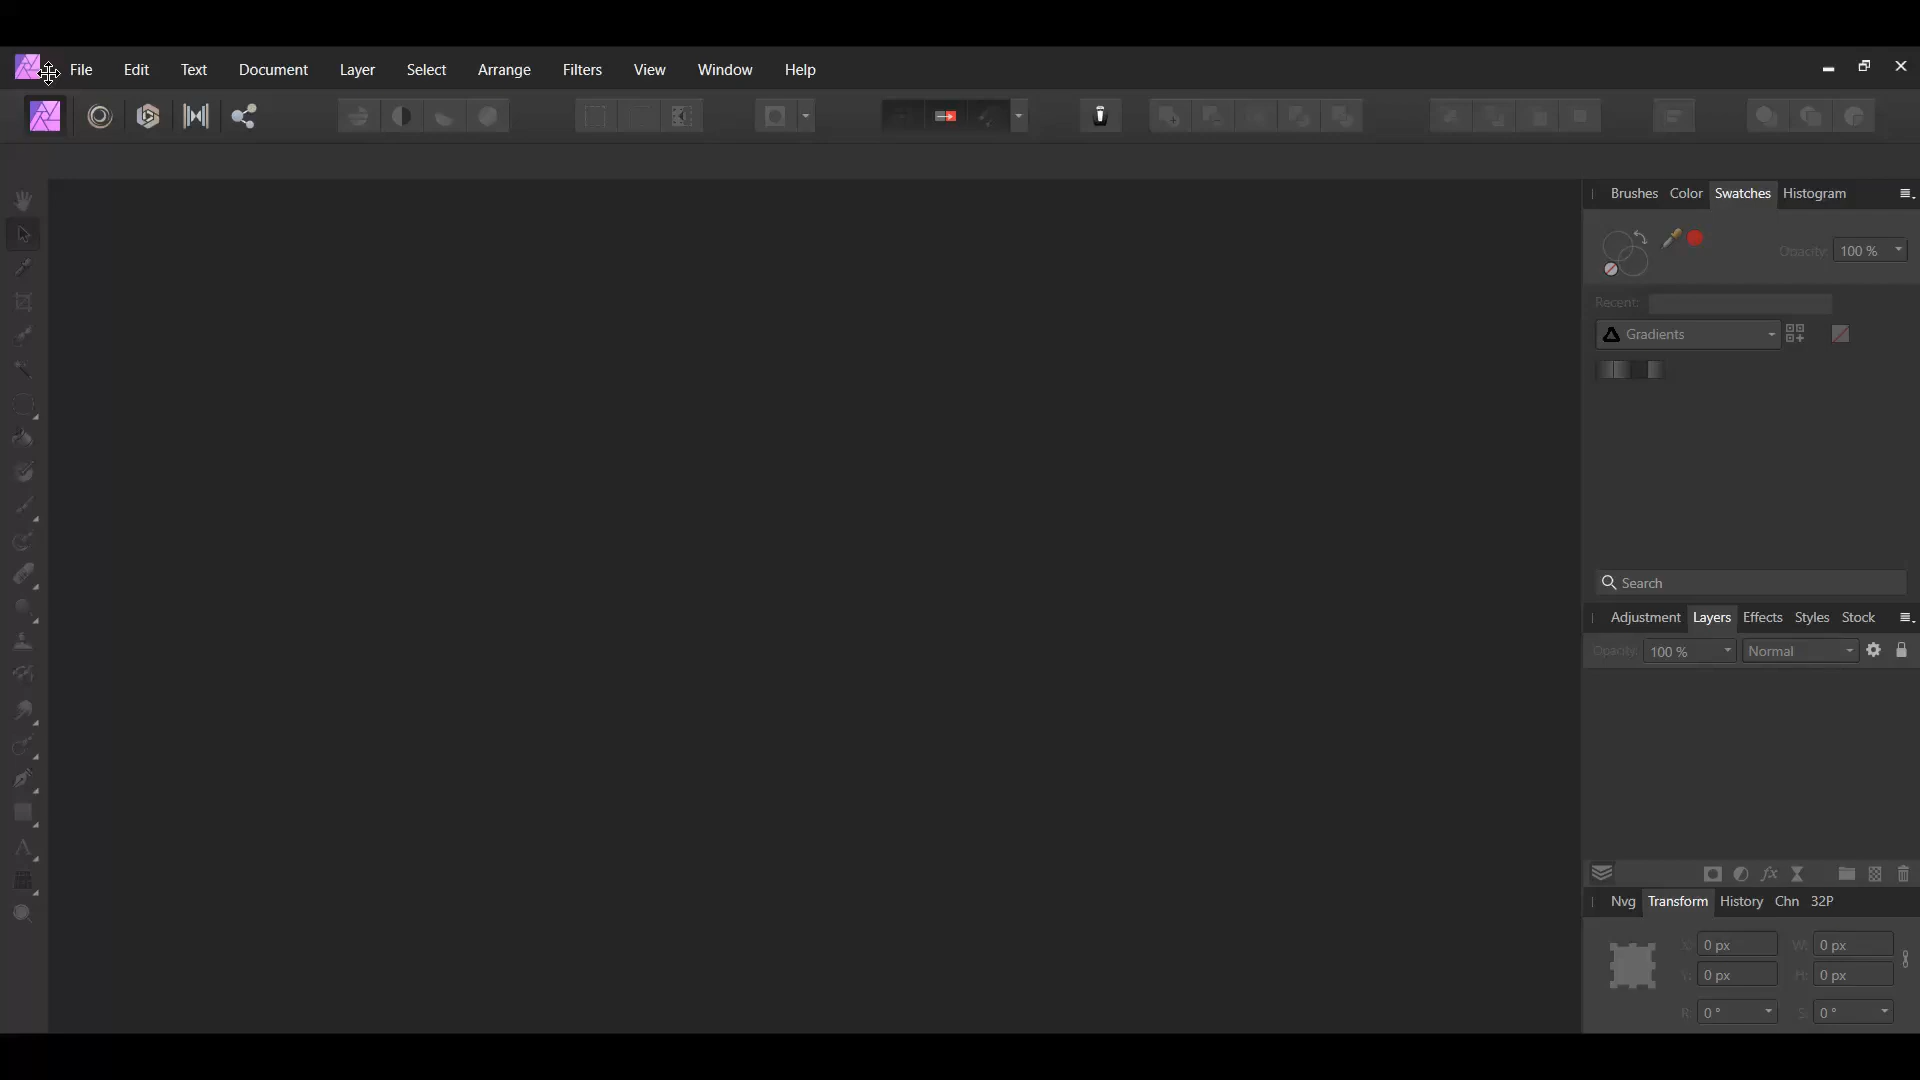 File Edit Text Document Layer Select Arrange Filters View Window Help
Brushes Color Swatches Histogram
Opacity: 100 %
Recent:
Gradients
Search
Adjustment Layers Effects Styles Stock
Opacity: 100 % Normal
Nvg Transform History Chn 32P
X: 0 px W: 0 px
Y: 0 px H: 0 px
R: 0 ° S: 0 °